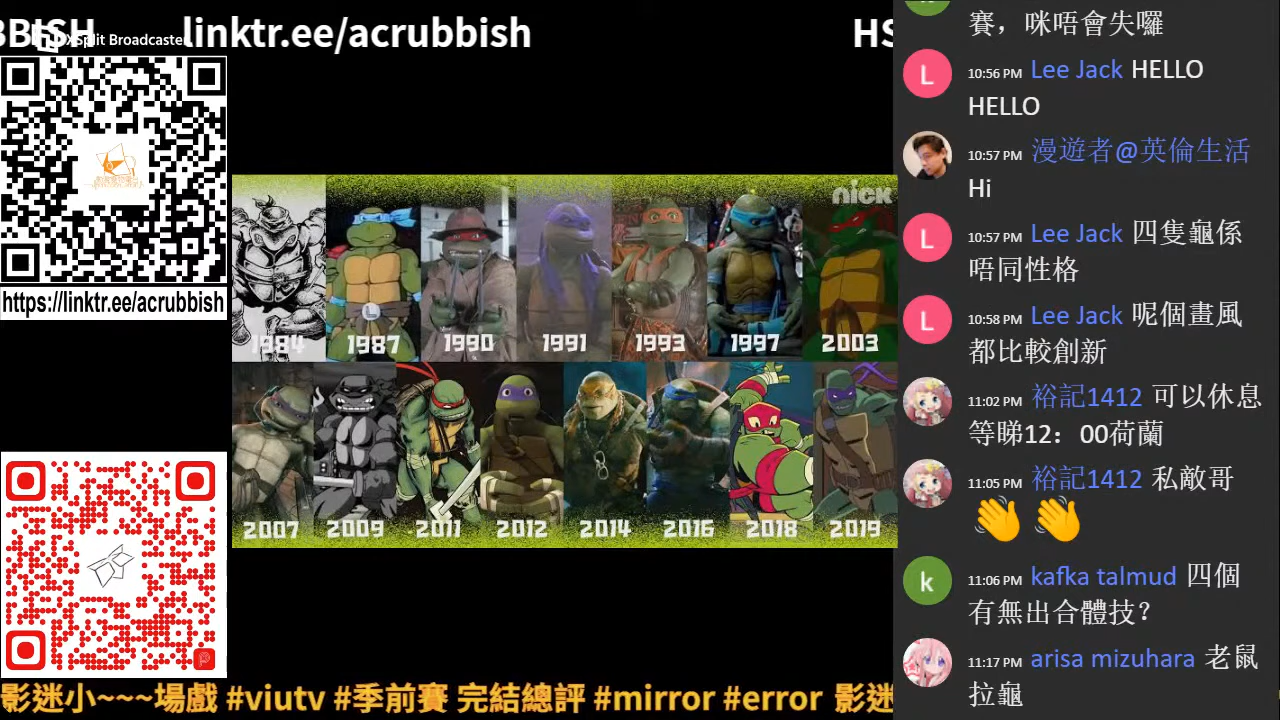 BBISH
linktr.ee/acrubbish
HS
XSplit Broadcaster
https://linktr.ee/acrubbish
nick
1984
1987
1990
1991
1993
1997
2003
2007
2009
2011
2012
2014
2016
2018
2019
影迷小~~~場戲 #viutv #季前賽 完結總評 #mirror #error 影迷
賽，咪唔會失囉
L
10:56 PM Lee Jack HELLO
HELLO
10:57 PM 漫遊者@英倫生活
Hi
L
10:57 PM Lee Jack 四隻龜係
唔同性格
L
10:58 PM Lee Jack 呢個畫風
都比較創新
11:02 PM 裕記1412 可以休息
等睇12：00荷蘭
11:05 PM 裕記1412 私敵哥
👋 👋
k
11:06 PM kafka talmud 四個
有無出合體技?
11:17 PM arisa mizuhara 老鼠
拉龜